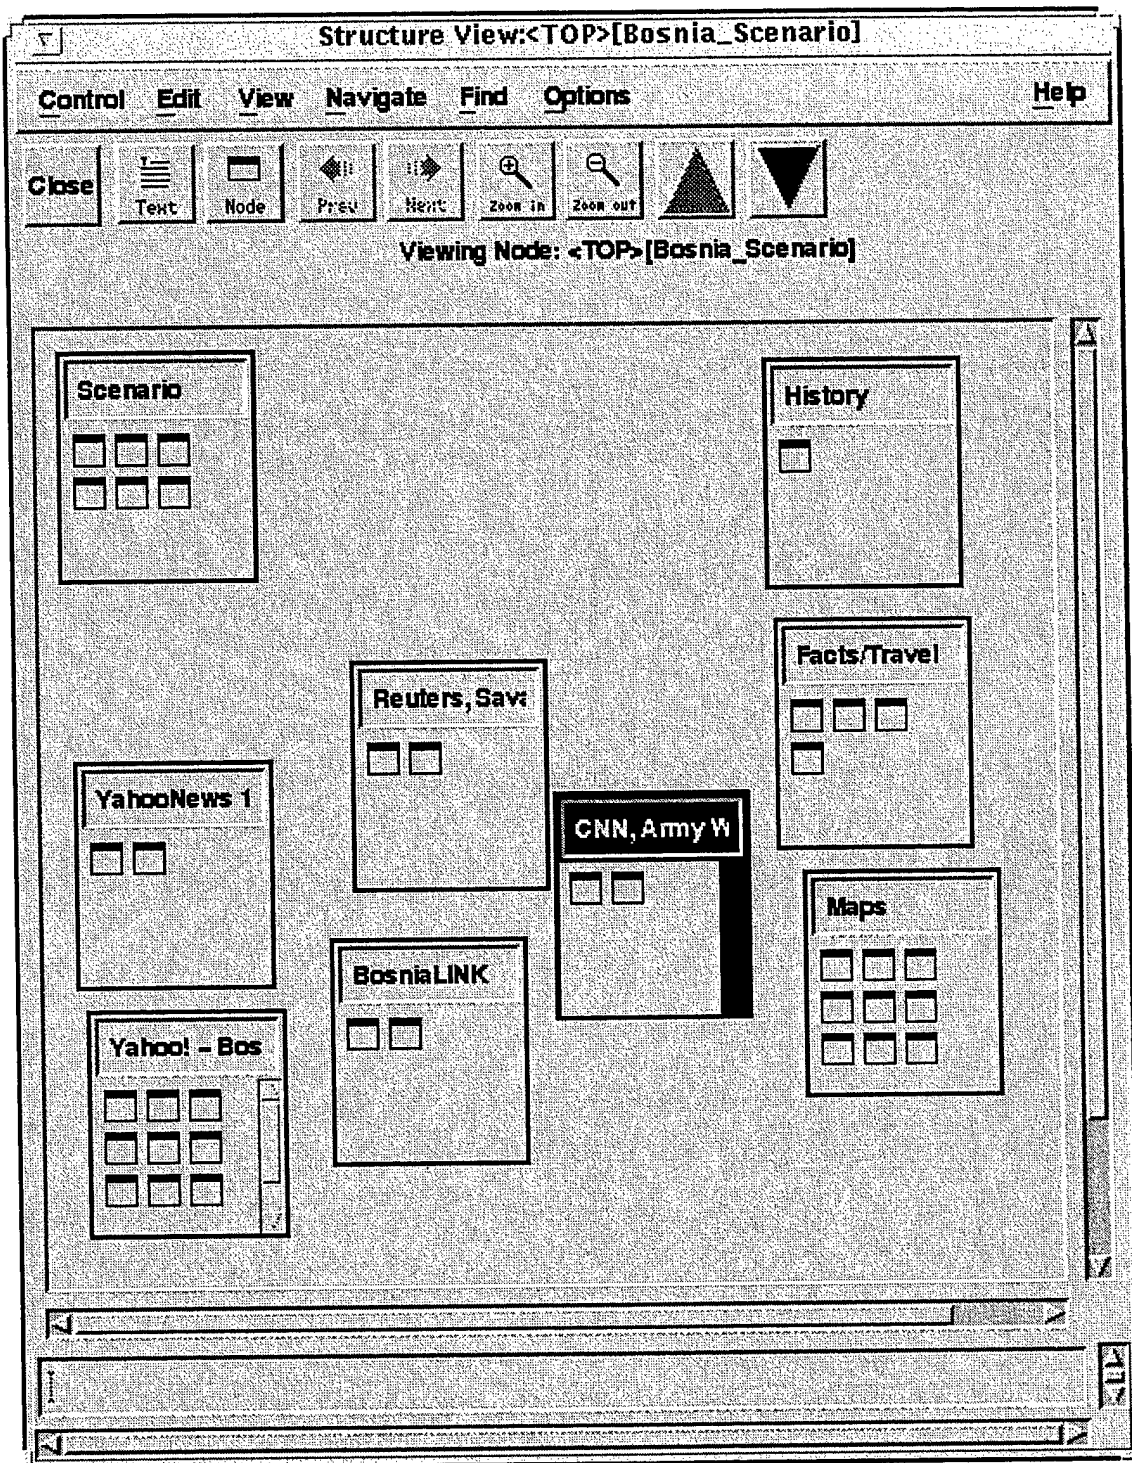 Structure View:<TOP>[Bosnia_Scenario]
Control Edit View Navigate Find Options Help
Close Text Node Prev Next Zoom in Zoom out
Viewing Node: <TOP>[Bosnia_Scenario]
Scenario
History
Facts/Travel
Reuters, Sava
YahooNews 1
CNN, Army W
Maps
BosniaLINK
Yahoo! - Bos